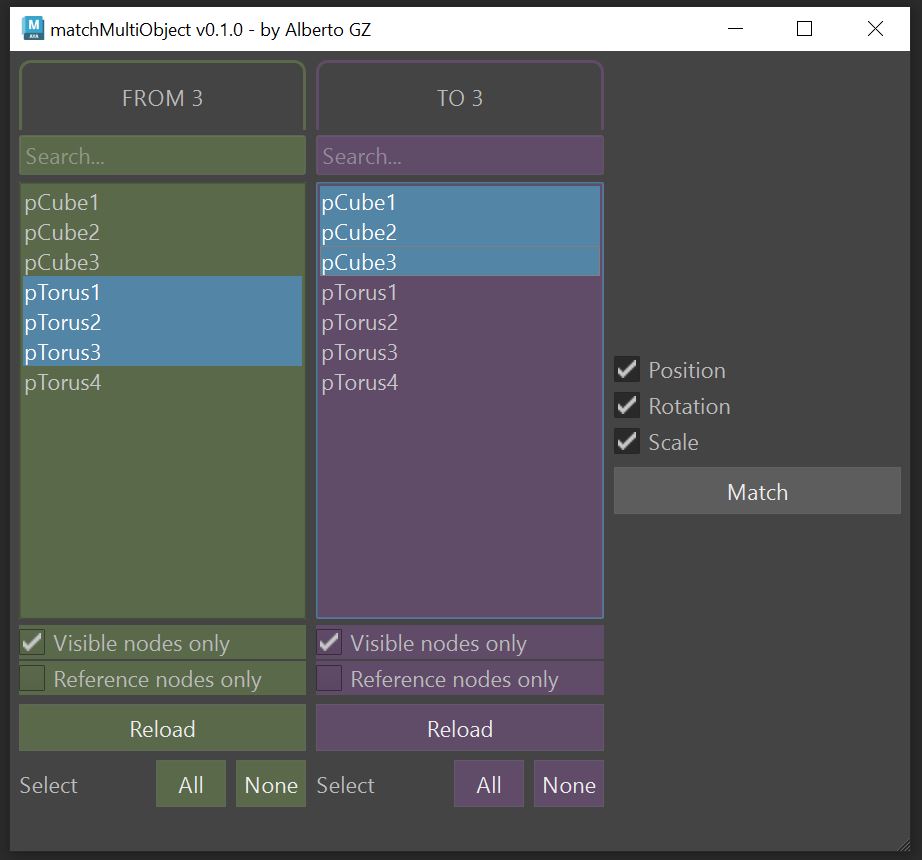 matchMultiObject v0.1.0 - by Alberto GZ
FROM 3
Search...
pCube1
pCube2
pCube3
pTorus1
pTorus2
pTorus3
pTorus4
Visible nodes only
Reference nodes only
Reload
Select All None
TO 3
Search...
pCube1
pCube2
pCube3
pTorus1
pTorus2
pTorus3
pTorus4
Visible nodes only
Reference nodes only
Reload
Select All None
Position
Rotation
Scale
Match